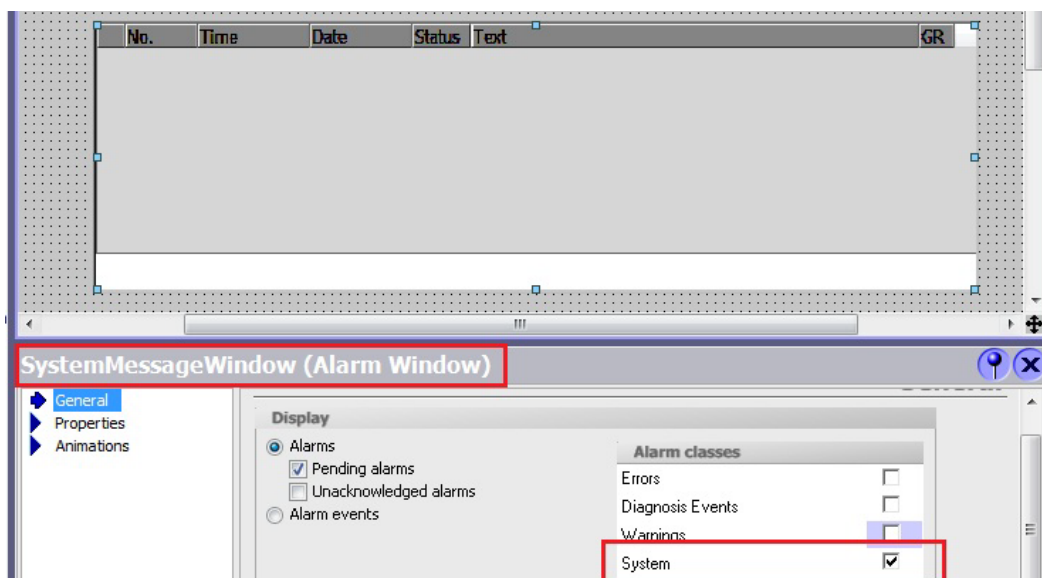 No. Time Date Status Text GR
SystemMessageWindow (Alarm Window)
General
Properties
Animations
Display
Alarms
Pending alarms
Unacknowledged alarms
Alarm events
Alarm classes
Errors
Diagnosis Events
Warnings
System